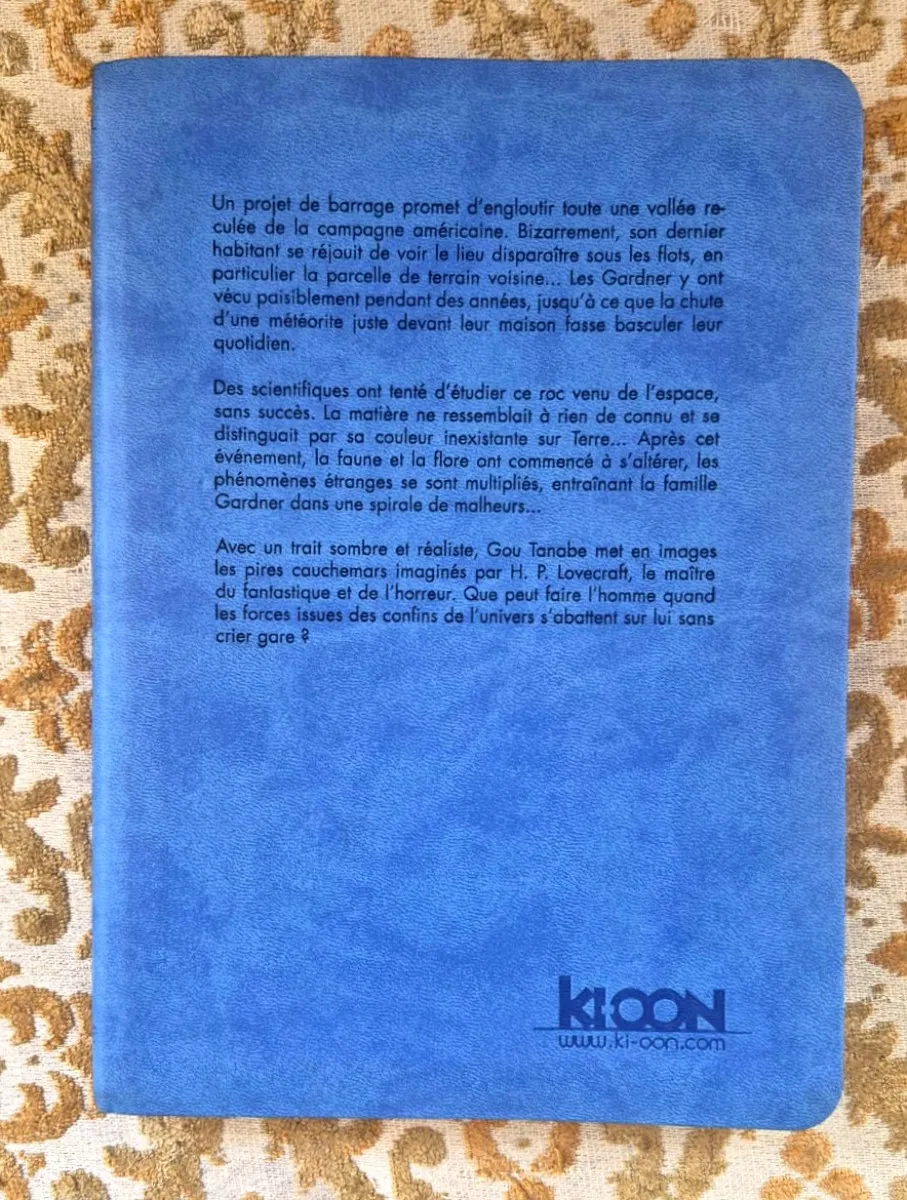 Un projet de barrage promet d'engloutir toute une vallée re-
culée de la campagne américaine. Bizarrement, son dernier
habitant se réjouit de voir le lieu disparaître sous les flots, en
particulier la parcelle de terrain voisine... Les Gardner y ont
vécu paisiblement pendant des années, jusqu'à ce que la chute
d'une météorite juste devant leur maison fasse basculer leur
quotidien.
Des scientifiques ont tenté d'étudier ce roc venu de l'espace,
sans succès. La matière ne ressemblait à rien de connu et se
distinguait par sa couleur inexistante sur Terre... Après cet
événement, la faune et la flore ont commencé à s'altérer, les
phénomènes étranges se sont multipliés, entraînant la famille
Gardner dans une spirale de malheurs...
Avec un trait sombre et réaliste, Gou Tanabe met en images
les pires cauchemars imaginés par H. P. Lovecraft, le maître
du fantastique et de l'horreur. Que peut faire l'homme quand
les forces issues des confins de l'univers s'abattent sur lui sans
crier gare ?
KI-OON
www.ki-oon.com